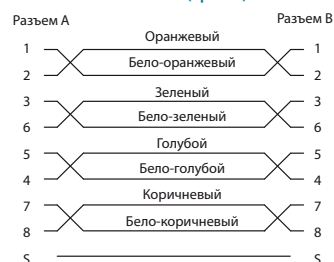 Разъем A Разъем B
Оранжевый
1 1
Бело-оранжевый
2 2
Зеленый
3 3
Бело-зеленый
6 6
Голубой
5 5
Бело-голубой
4 4
Коричневый
7 7
Бело-коричневый
8 8
S S